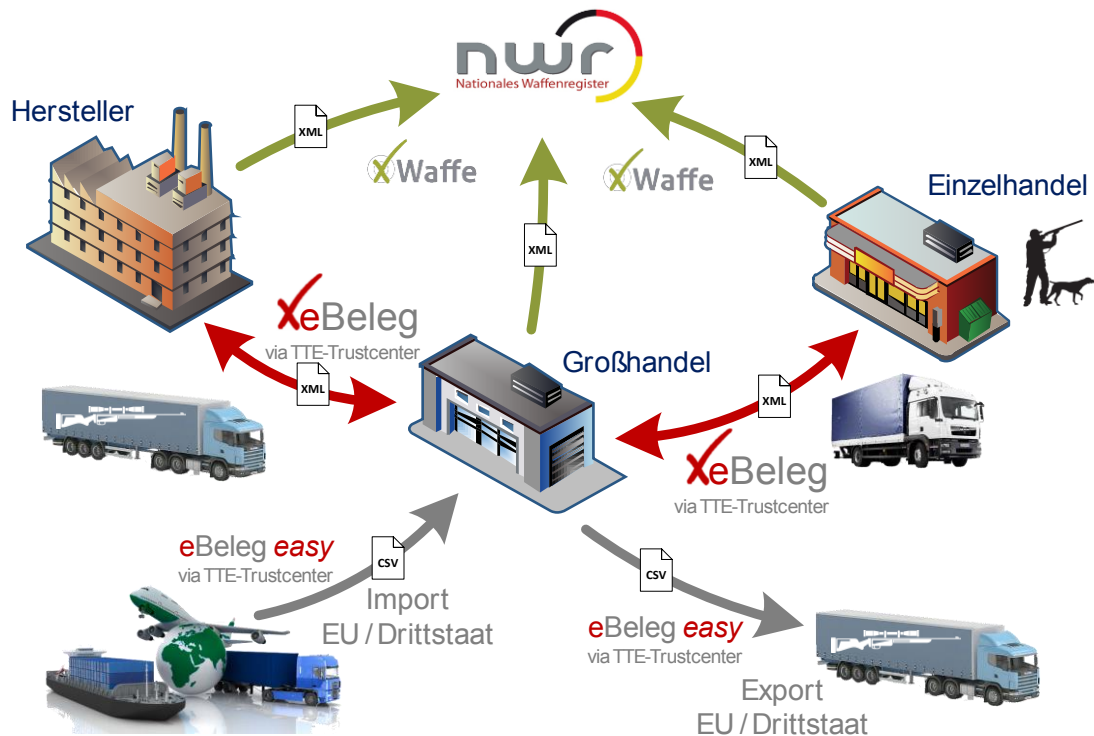 nwr
Nationales Waffenregister
Hersteller
XML
XWaffe
XML
XWaffe
XML
Einzelhandel
XeBeleg
via TTE-Trustcenter
XML
Großhandel
XML
XeBeleg
via TTE-Trustcenter
eBeleg easy
via TTE-Trustcenter
CSV
Import
EU / Drittstaat
CSV
eBeleg easy
via TTE-Trustcenter
Export
EU / Drittstaat